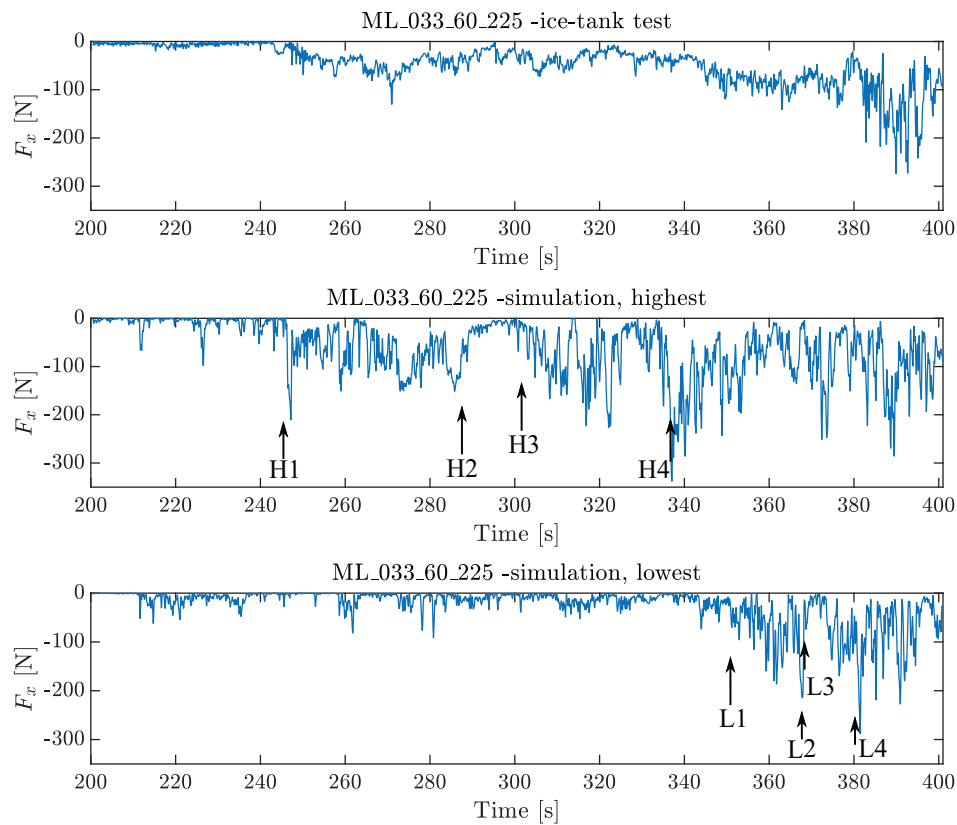 ML_033_60_225 -ice-tank test
0
-100
-200
-300
F_x [N]
200 220 240 260 280 300 320 340 360 380 400
Time [s]
ML_033_60_225 -simulation, highest
0
-100
-200
-300
F_x [N]
H1 H2 H3 H4
200 220 240 260 280 300 320 340 360 380 400
Time [s]
ML_033_60_225 -simulation, lowest
0
-100
-200
-300
F_x [N]
L1 L2 L3 L4
200 220 240 260 280 300 320 340 360 380 400
Time [s]